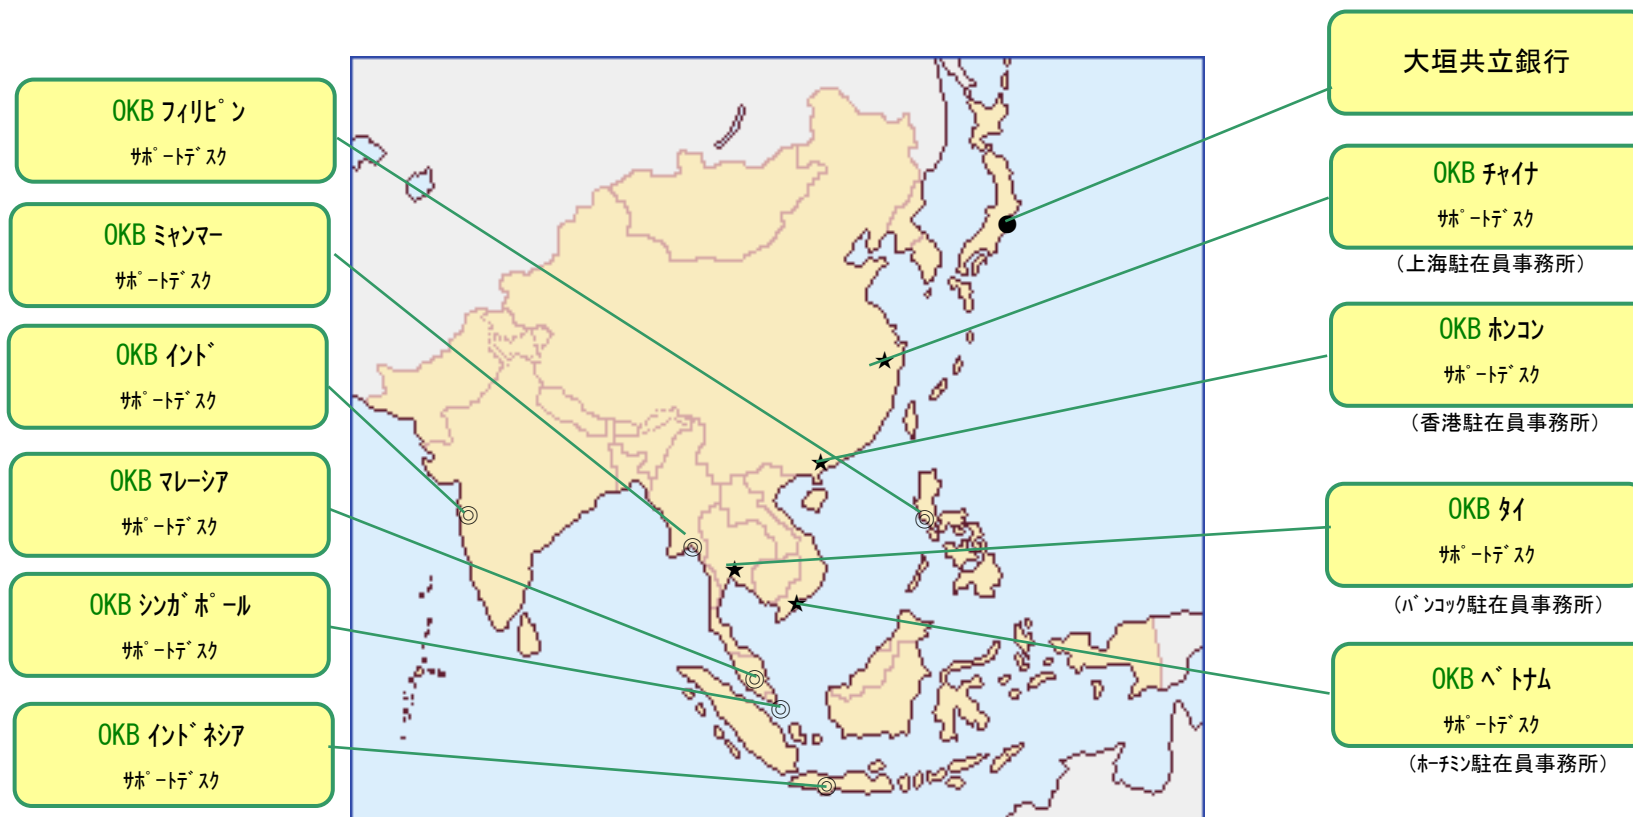 OKB フィリピン
サポートデスク
OKB ミャンマー
サポートデスク
OKB インド
サポートデスク
OKB マレーシア
サポートデスク
OKB シンガポール
サポートデスク
OKB インドネシア
サポートデスク
大垣共立銀行
OKB チャイナ
サポートデスク
(上海駐在員事務所)
OKB ホンコン
サポートデスク
(香港駐在員事務所)
OKB タイ
サポートデスク
(バンコック駐在員事務所)
OKB ベトナム
サポートデスク
(ホーチミン駐在員事務所)